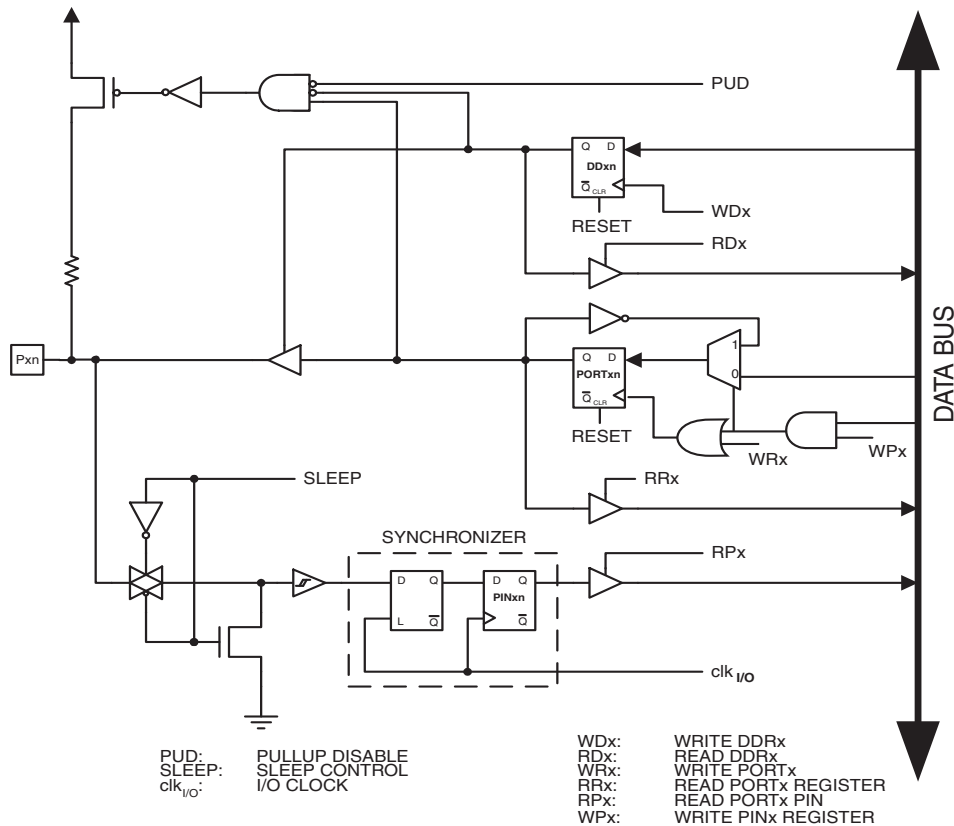 PUD
Q D
DDxn
Q CLR
WDx
RESET
RDx
Pxn
1
Q D
0
PORTxn
Q CLR
RESET
WRx
WPx
DATA BUS
SLEEP
RRx
SYNCHRONIZER
RPx
D Q
D Q
PINxn
L Q
Q
clk I/O
PUD: PULLUP DISABLE
SLEEP: SLEEP CONTROL
clkI/O: I/O CLOCK
WDx: WRITE DDRx
RDx: READ DDRx
WRx: WRITE PORTx
RRx: READ PORTx REGISTER
RPx: READ PORTx PIN
WPx: WRITE PINx REGISTER